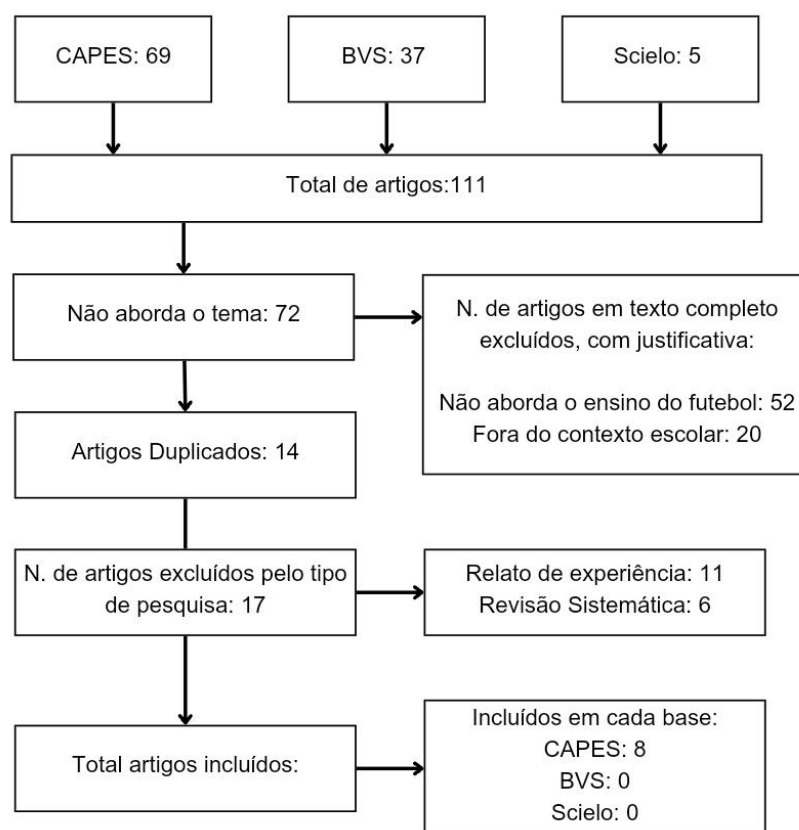 CAPES: 69
BVS: 37
Scielo: 5
Total de artigos:111
Não aborda o tema: 72
N. de artigos em texto completo
excluídos, com justificativa:
Não aborda o ensino do futebol: 52
Fora do contexto escolar: 20
Artigos Duplicados: 14
N. de artigos excluídos pelo tipo
de pesquisa: 17
Relato de experiência: 11
Revisão Sistemática: 6
Total artigos incluídos:
Incluídos em cada base:
CAPES: 8
BVS: 0
Scielo: 0